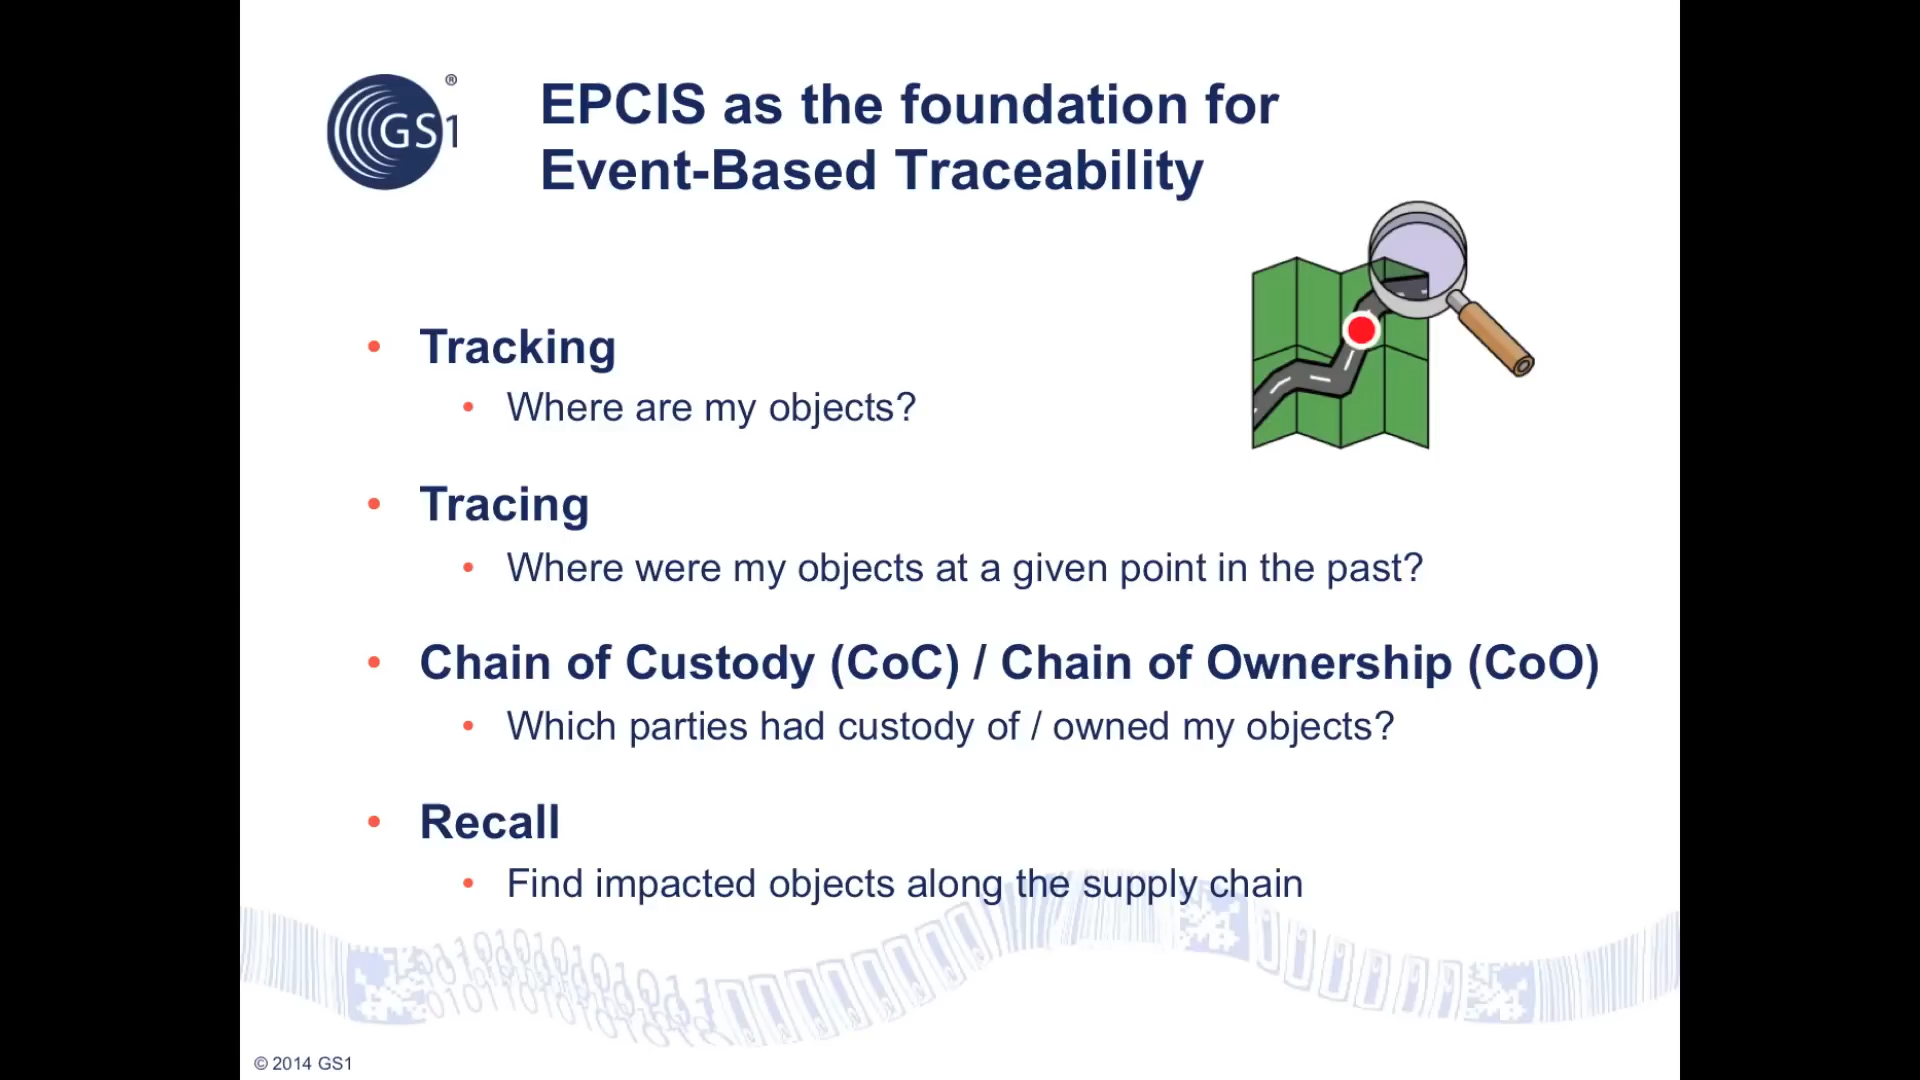 GS1 ®
EPCIS as the foundation for
Event-Based Traceability
• Tracking
• Where are my objects?
• Tracing
• Where were my objects at a given point in the past?
• Chain of Custody (CoC) / Chain of Ownership (CoO)
• Which parties had custody of / owned my objects?
• Recall
• Find impacted objects along the supply chain
© 2014 GS1